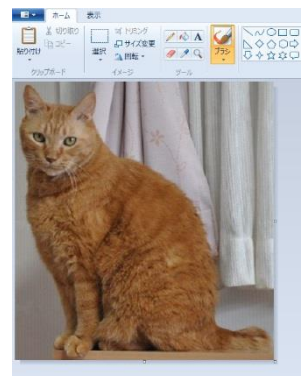 ホーム 表示
切り取り
コピー
貼り付け
クリップボード
トリミング
サイズ変更
回転
選択
イメージ
A
ツール
ブラシ